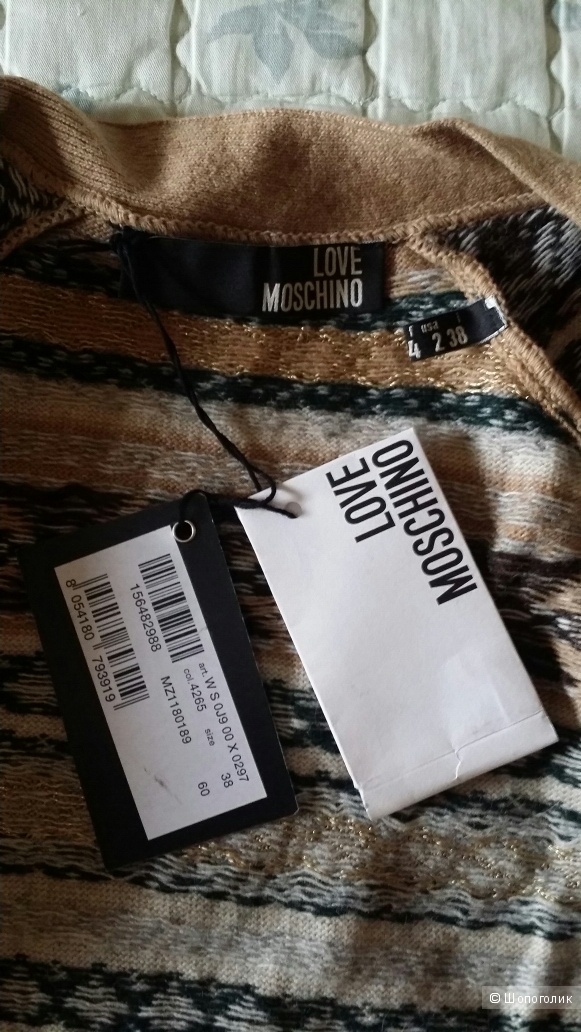 LOVE
MOSCHINO
I USA
4 2 38
LOVE
MOSCHINO
156482988
8 054180 793919
art. W S 0J9 00 X 0297
col. 4265 size 38
MZ1180189 60
© Шопоголик